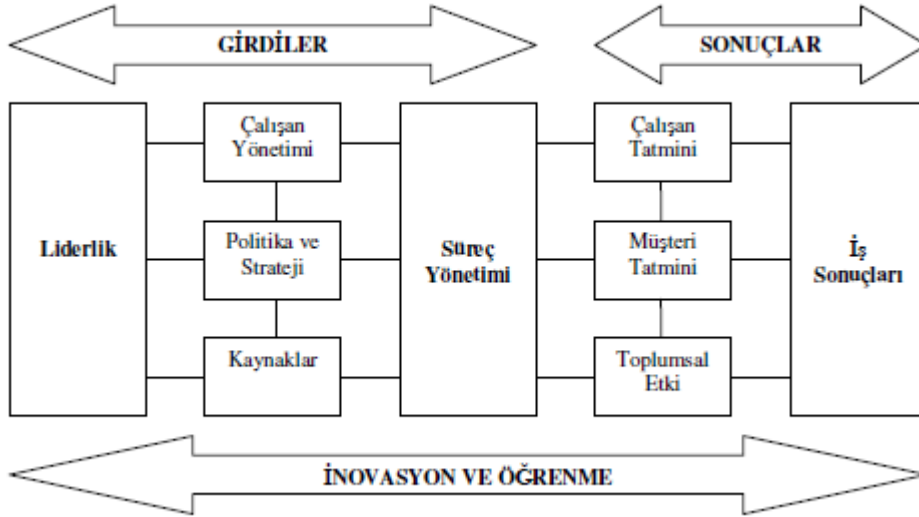 GİRDİLER
SONUÇLAR
Çalışan
Yönetimi
Çalışan
Tatmini
Liderlik
Politika ve
Strateji
Süreç
Yönetimi
Müşteri
Tatmini
İş
Sonuçları
Kaynaklar
Toplumsal
Etki
İNOVASYON VE ÖĞRENME